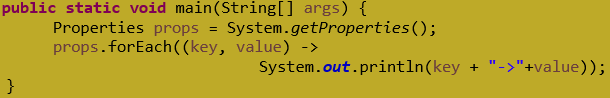 public static void main(String[] args) {
Properties props = System.getProperties();
props.forEach((key, value) ->
System.out.println(key + "->"+value));
}